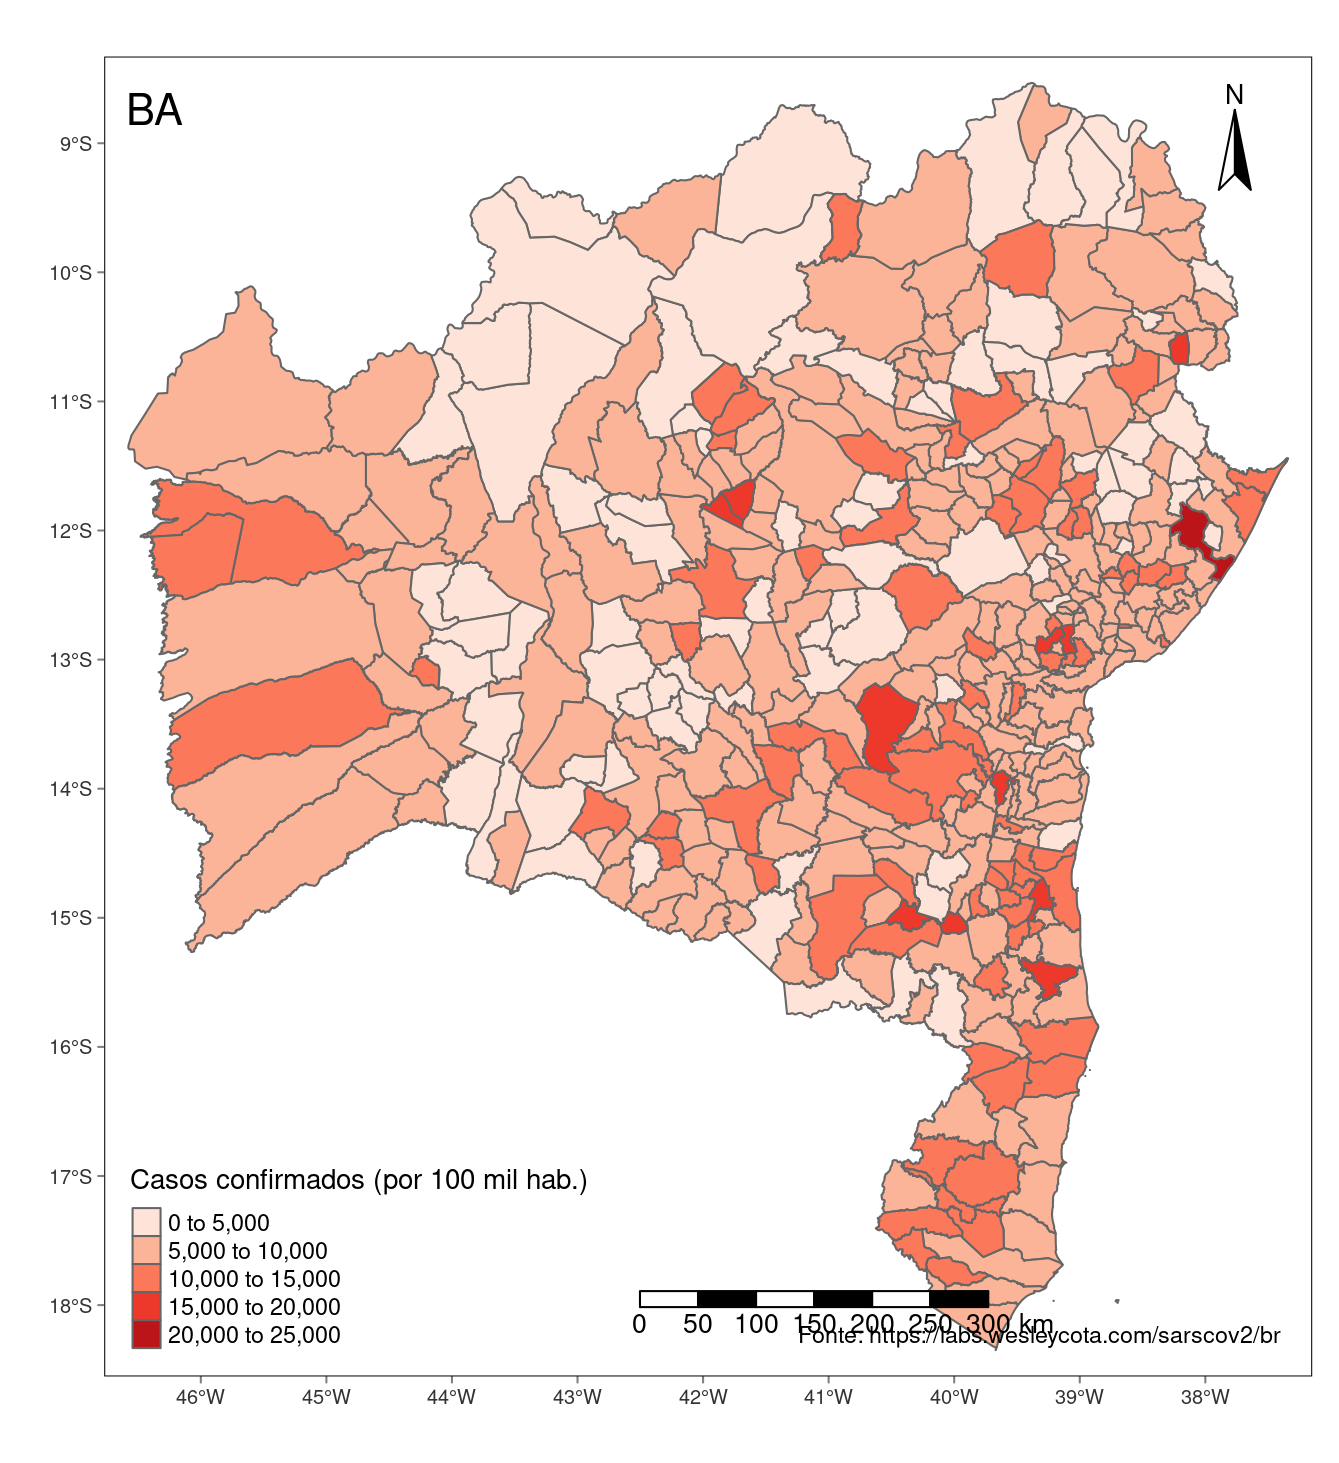 BA
N
9°S
10°S
11°S
12°S
13°S
14°S
15°S
16°S
17°S
18°S
Casos confirmados (por 100 mil hab.)
0 to 5,000
5,000 to 10,000
10,000 to 15,000
15,000 to 20,000
20,000 to 25,000
0 50 100 150 200 250 300 km
Fonte: https://labs.wesleycota.com/sarscov2/br
46°W 45°W 44°W 43°W 42°W 41°W 40°W 39°W 38°W